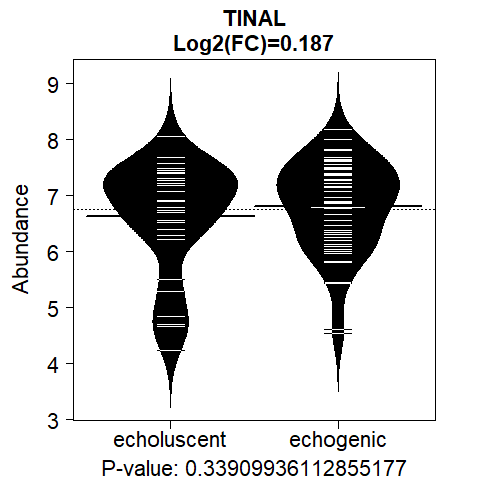 TINAL
Log2(FC)=0.187
Abundance
9
8
7
6
5
4
3
echoluscent echogenic
P-value: 0.33909936112855177